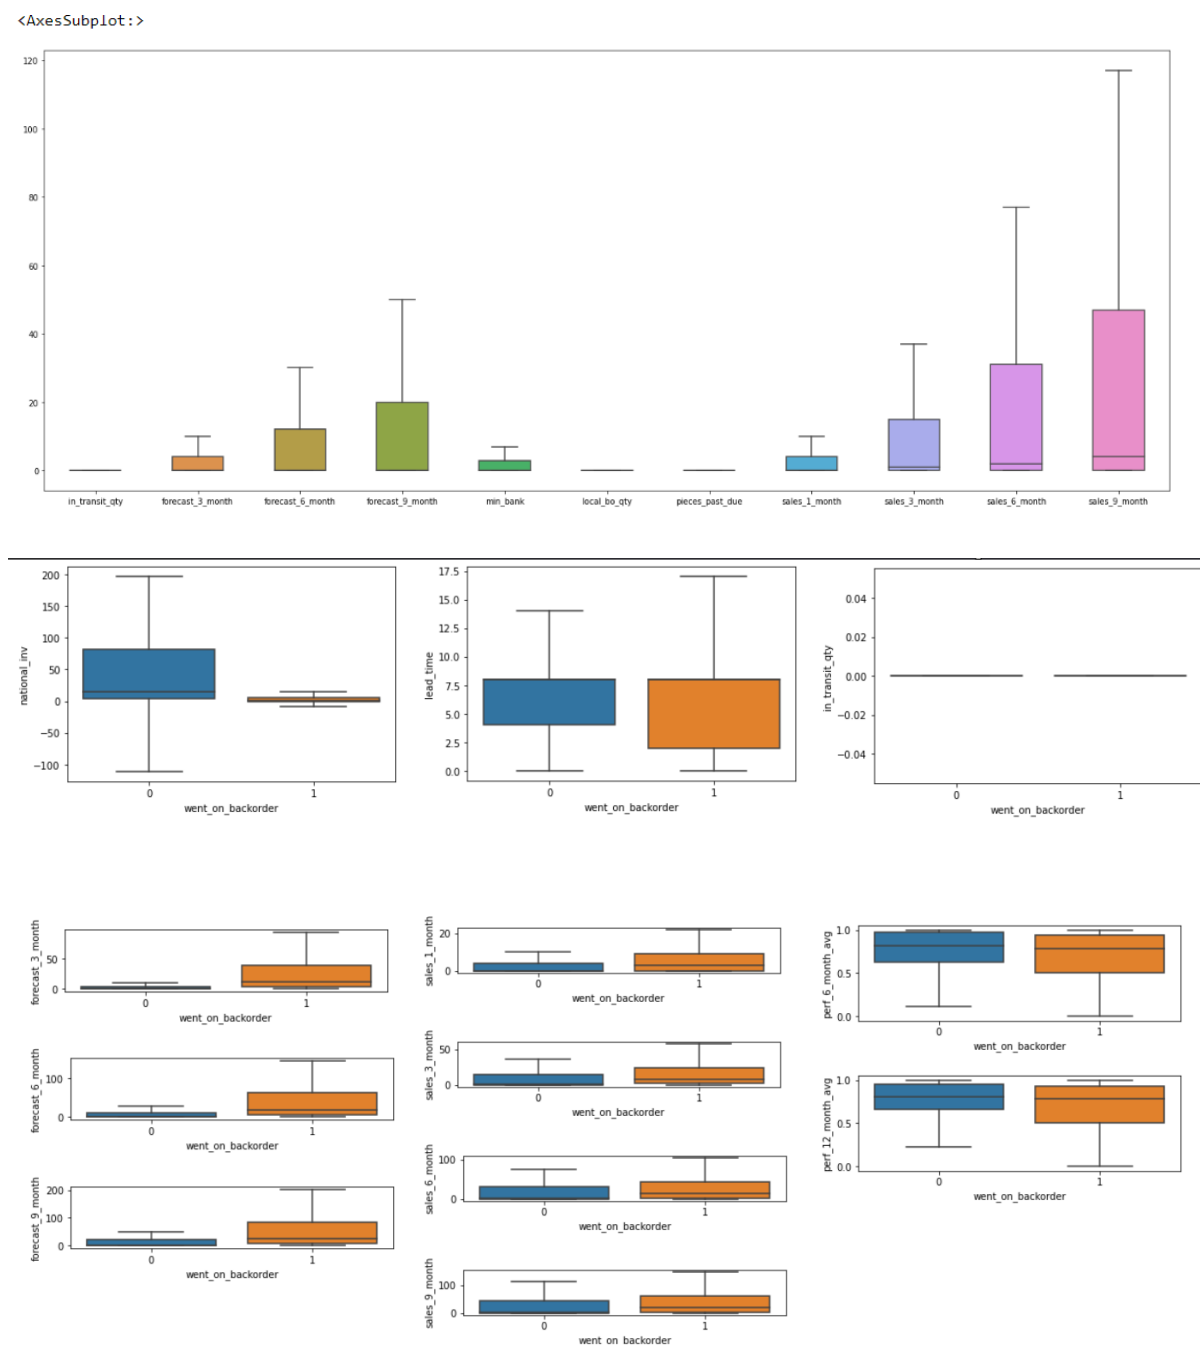 <AxesSubplot:>
120
100
80
60
40
20
0
in_transit_qty forecast_3_month forecast_6_month forecast_9_month min_bank local_bo_qty pieces_past_due sales_1_month sales_3_month sales_6_month sales_9_month
national_inv
200
150
100
50
0
−50
−100
0 1
went_on_backorder
lead_time
17.5
15.0
12.5
10.0
7.5
5.0
2.5
0.0
0 1
went_on_backorder
in_transit_qty
0.04
0.02
0.00
−0.02
−0.04
0 1
went_on_backorder
forecast_3_month
50
0
0 1
went_on_backorder
forecast_6_month
100
0
0 1
went_on_backorder
forecast_9_month
200
100
0
0 1
went_on_backorder
sales_1_month
20
0
0 1
went_on_backorder
sales_3_month
50
0
0 1
went_on_backorder
sales_6_month
100
0
0 1
went_on_backorder
sales_9_month
100
0
0 1
went_on_backorder
perf_6_month_avg
1.0
0.5
0.0
0 1
went_on_backorder
perf_12_month_avg
1.0
0.5
0.0
0 1
went_on_backorder